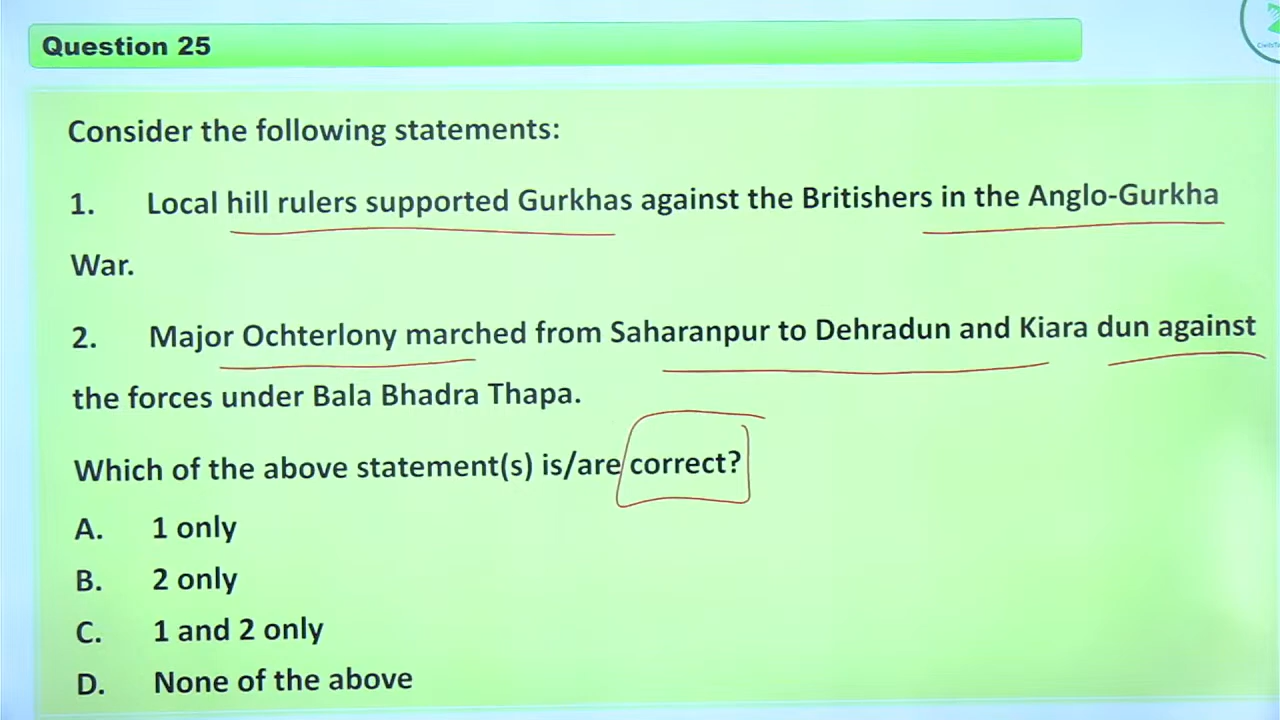 Question 25
Consider the following statements:
1. Local hill rulers supported Gurkhas against the Britishers in the Anglo-Gurkha
War.
2. Major Ochterlony marched from Saharanpur to Dehradun and Kiara dun against
the forces under Bala Bhadra Thapa.
Which of the above statement(s) is/are correct?
A. 1 only
B. 2 only
C. 1 and 2 only
D. None of the above